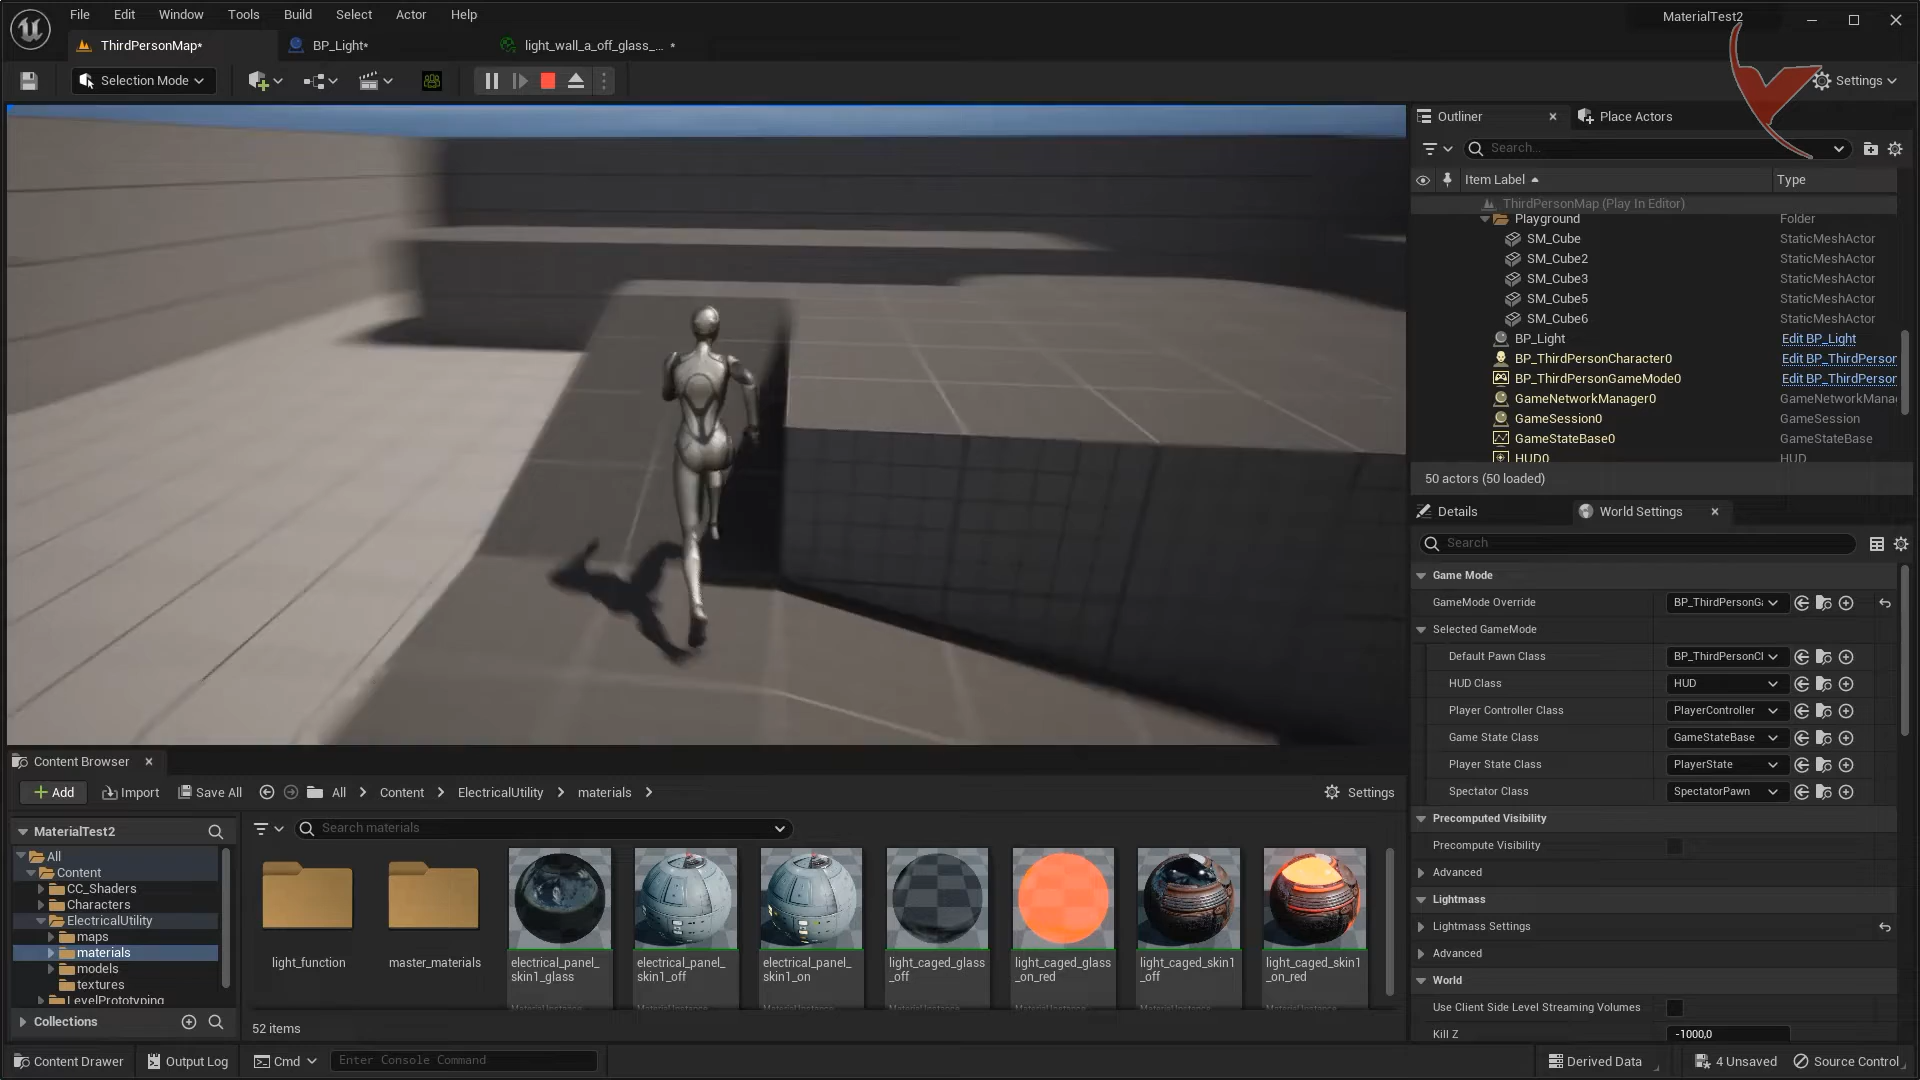 File Edit Window Tools Build Select Actor Help
MaterialTest2
ThirdPersonMap* BP_Light* light_wall_a_off_glass_... *
Selection Mode
Settings
Outliner
Place Actors
Search...
Item Label
Type
ThirdPersonMap (Play In Editor)
Playground Folder
SM_Cube StaticMeshActor
SM_Cube2 StaticMeshActor
SM_Cube3 StaticMeshActor
SM_Cube5 StaticMeshActor
SM_Cube6 StaticMeshActor
BP_Light Edit BP_Light
BP_ThirdPersonCharacter0 Edit BP_ThirdPerson
BP_ThirdPersonGameMode0 Edit BP_ThirdPerson
GameNetworkManager0 GameNetworkMana
GameSession0 GameSession
GameStateBase0 GameStateBase
HUD0 HUD
50 actors (50 loaded)
Details
World Settings
Search
Game Mode
GameMode Override BP_ThirdPersonGa
Selected GameMode
Default Pawn Class BP_ThirdPersonCl
HUD Class HUD
Player Controller Class PlayerController
Game State Class GameStateBase
Player State Class PlayerState
Spectator Class SpectatorPawn
Precomputed Visibility
Precompute Visibility
Advanced
Lightmass
Lightmass Settings
Advanced
World
Use Client Side Level Streaming Volumes
Kill Z -1000,0
Content Browser
Add Import Save All All Content ElectricalUtility materials Settings
MaterialTest2
Search materials
All
Content
CC_Shaders
Characters
ElectricalUtility
maps
materials
models
textures
LevelPrototyping
Collections
light_function
master_materials
electrical_panel_
skin1_glass
electrical_panel_
skin1_off
electrical_panel_
skin1_on
light_caged_glass
_off
light_caged_glass
_on_red
light_caged_skin1
_off
light_caged_skin1
_on_red
52 items
Content Drawer Output Log Cmd Enter Console Command Derived Data 4 Unsaved Source Control